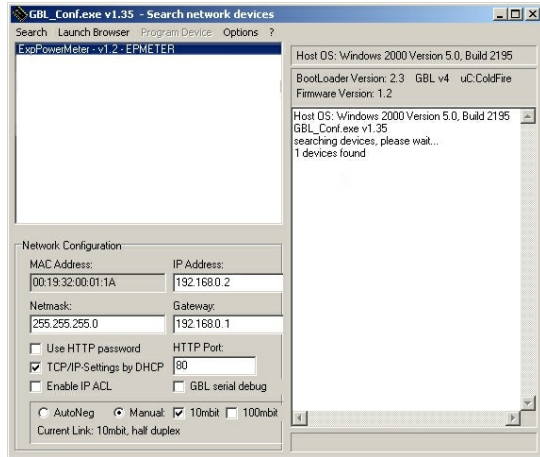 GBL_Conf.exe v1.35 - Search network devices
Search Launch Browser Program Device Options ?
ExpPowerMeter - v1.2 - EPMETER
Host OS: Windows 2000 Version 5.0, Build 2195
BootLoader Version: 2.3 GBL v4 uC:ColdFire
Firmware Version: 1.2
Host OS: Windows 2000 Version 5.0, Build 2195
GBL_Conf.exe v1.35
searching devices, please wait...
1 devices found
Network Configuration
MAC Address: IP Address:
00:19:32:00:01:1A 192.168.0.2
Netmask: Gateway:
255.255.255.0 192.168.0.1
Use HTTP password HTTP Port:
TCP/IP-Settings by DHCP 80
Enable IP ACL GBL serial debug
AutoNeg Manual: 10mbit 100mbit
Current Link: 10mbit, half duplex